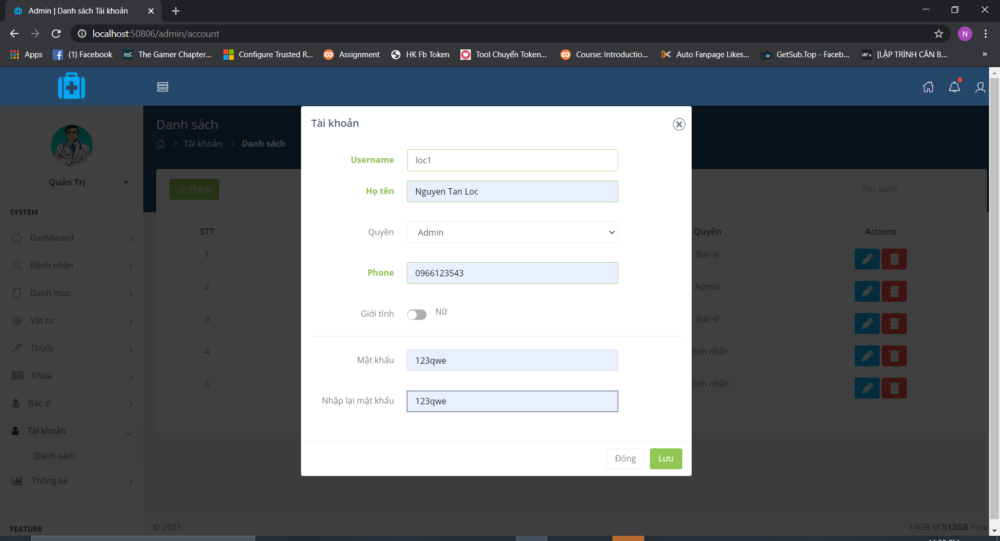 Admin | Danh sách Tài khoản
localhost:50806/admin/account
N
Apps
(1) Facebook
The Gamer Chapter...
Configure Trusted R...
Assignment
HK Fb Token
Tool Chuyển Token...
Course: Introductio...
Auto Fanpage Likes...
GetSub.Top - Faceb...
[LẬP TRÌNH CĂN B...
»
Quản Trị
SYSTEM
Dashboard
Bệnh nhân
Danh mục
Vật tư
Thuốc
Khoa
Bác sĩ
Tài khoản
Danh sách
Thống kê
FEATURE
Danh sách
Tài khoản
Danh sách
Thêm
Tìm kiếm
STT
Quyền
Actions
1
Bác sĩ
2
Admin
3
Bác sĩ
4
ệnh nhân
5
ệnh nhân
Tài khoản
Username
loc1
Họ tên
Nguyen Tan Loc
Quyền
Admin
Phone
0966123543
Giới tính
Nữ
Mật khẩu
123qwe
Nhập lại mật khẩu
123qwe
Đóng
Lưu
© 2021
14GB of 512GB Free